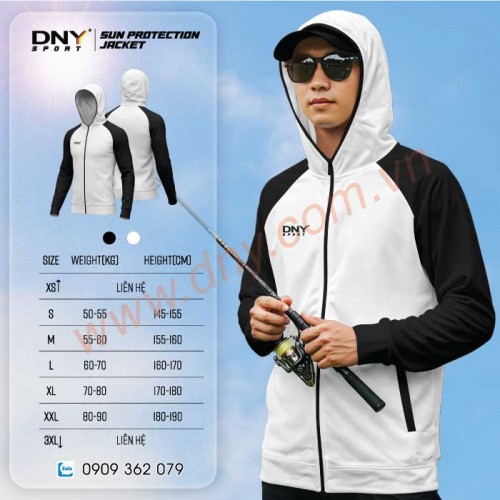 DNY
SPORT
SUN PROTECTION
JACKET
DNY
SPORT
DNY
SPORT
SIZE WEIGHT(KG) HEIGHT(CM)
XS↑ LIÊN HỆ
S 50-55 145-155
M 55-60 155-160
L 60-70 160-170
XL 70-80 170-180
XXL 80-90 180-190
3XL↓ LIÊN HỆ
Zalo 0909 362 079
www.dny.com.vn